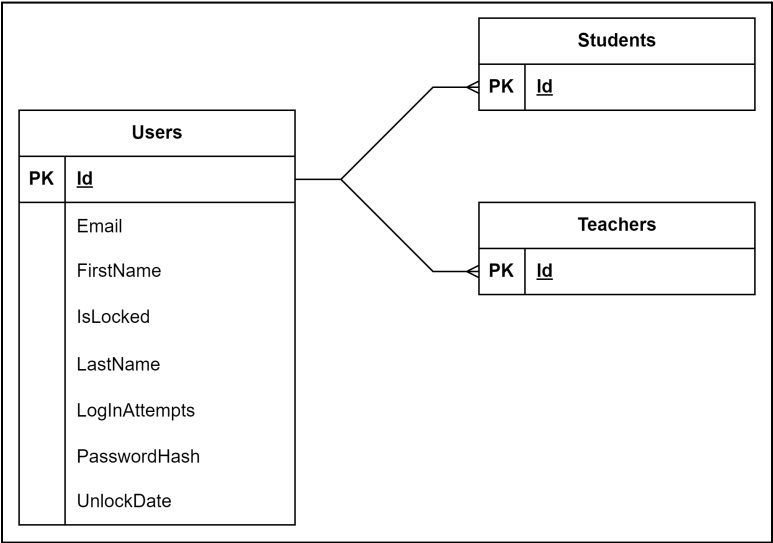 Users
PK Id
Email
FirstName
IsLocked
LastName
LogInAttempts
PasswordHash
UnlockDate
Students
PK Id
Teachers
PK Id